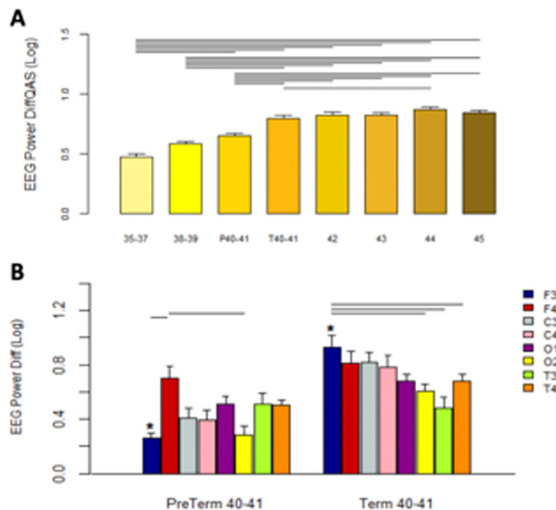 A
EEG Power DiffQAS (Log)
1.5
1.0
0.5
0.0
35-37 38-39 P40-41 T40-41 42 43 44 45
B
EEG Power Diff (Log)
1.2
0.8
0.4
0.0
*
*
PreTerm 40-41 Term 40-41
F3
F4
C3
C4
O1
O2
T3
T4